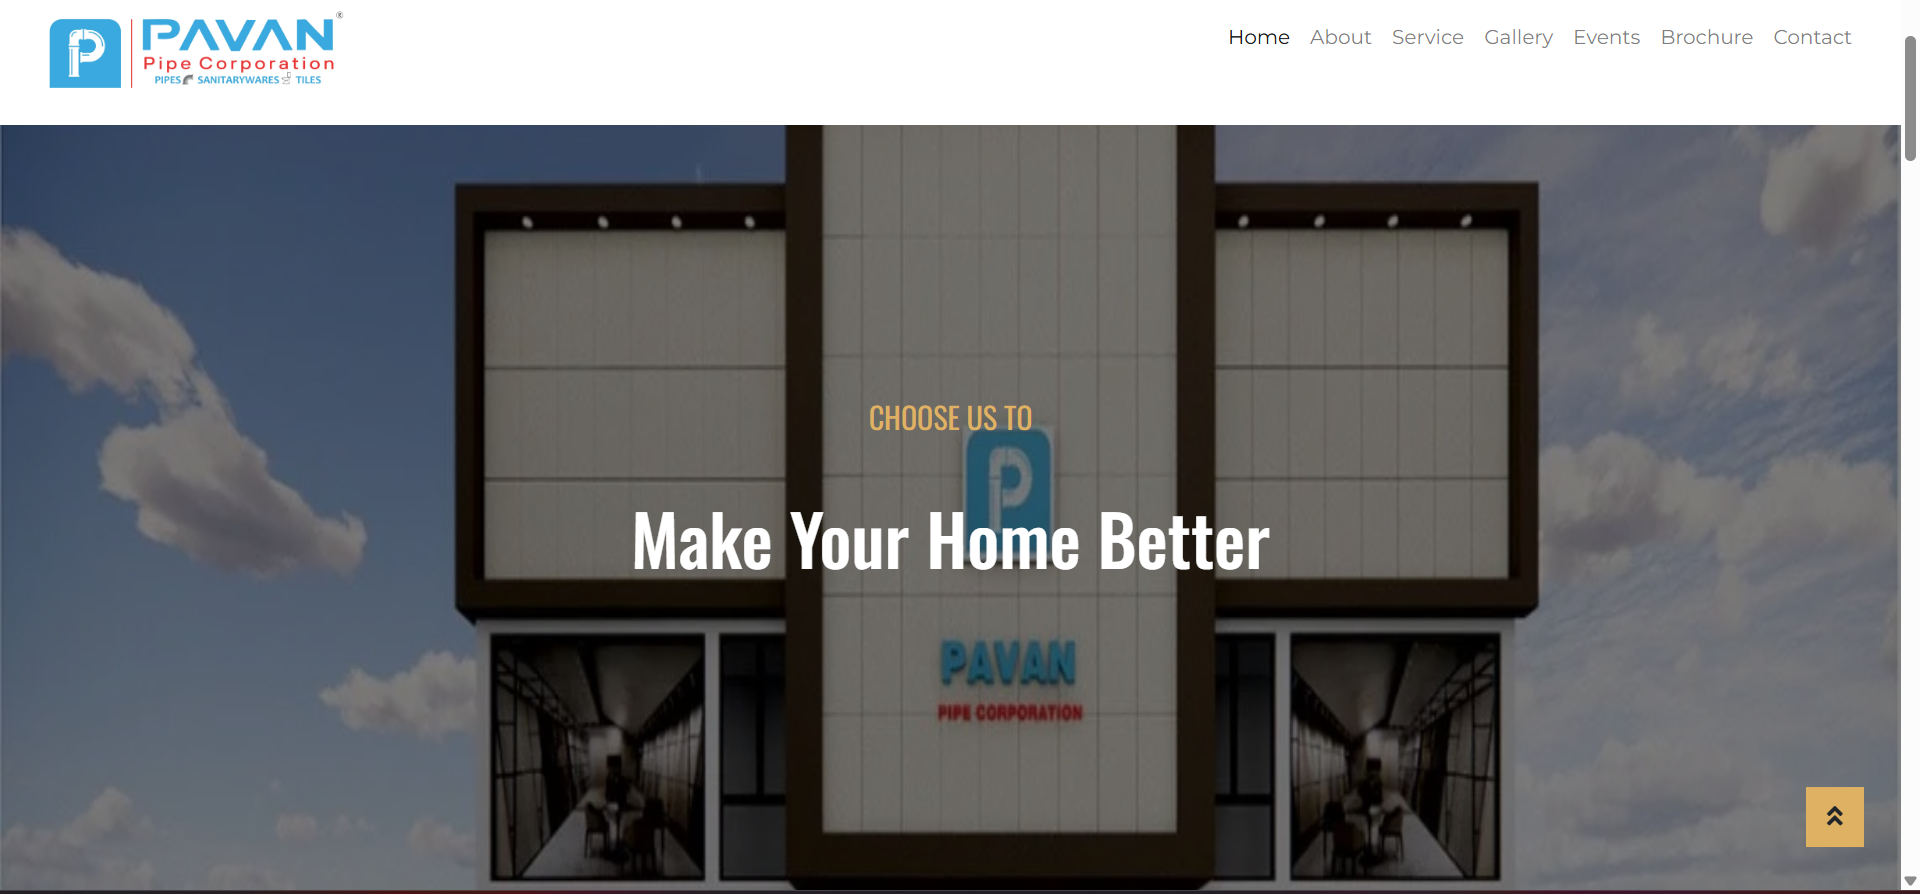 PAVAN®
Pipe Corporation
PIPES SANITARYWARES TILES
Home About Service Gallery Events Brochure Contact
CHOOSE US TO
P
Make Your Home Better
PAVAN
PIPE CORPORATION